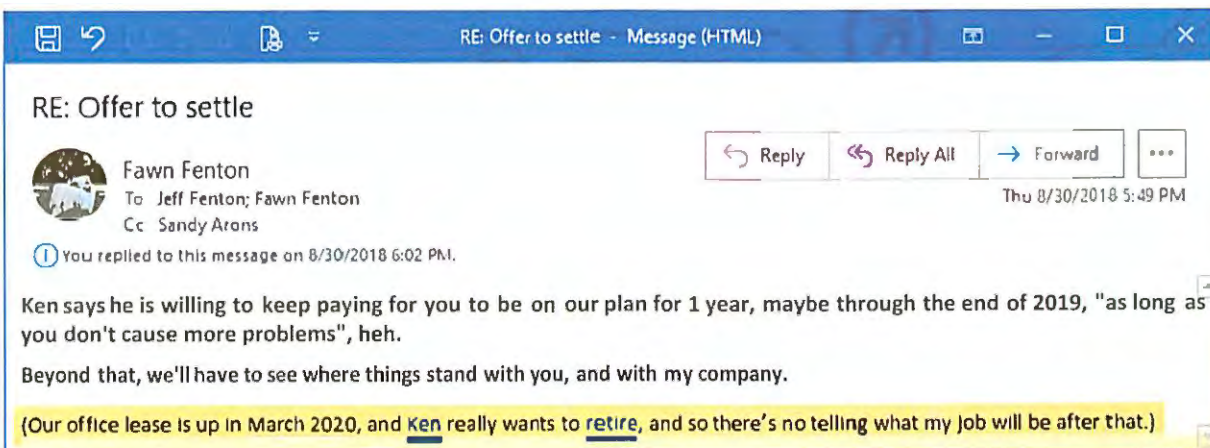 RE: Offer to settle - Message (HTML)
RE: Offer to settle
Reply
Reply All
Forward
Fawn Fenton
To Jeff Fenton; Fawn Fenton
Thu 8/30/2018 5:49 PM
Cc Sandy Arons
You replied to this message on 8/30/2018 6:02 PM.
Ken says he is willing to keep paying for you to be on our plan for 1 year, maybe through the end of 2019, "as long as
you don't cause more problems", heh.
Beyond that, we'll have to see where things stand with you, and with my company.
(Our office lease is up in March 2020, and Ken really wants to retire, and so there's no telling what my job will be after that.)